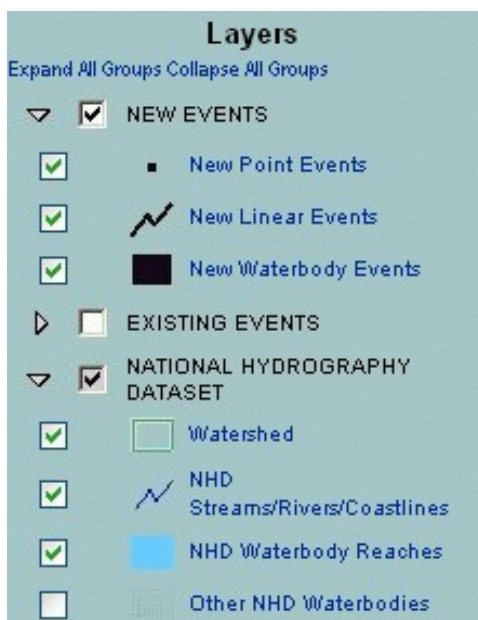 Layers
Expand All Groups Collapse All Groups
NEW EVENTS
New Point Events
New Linear Events
New Waterbody Events
EXISTING EVENTS
NATIONAL HYDROGRAPHY
DATASET
Watershed
NHD
Streams/Rivers/Coastlines
NHD Waterbody Reaches
Other NHD Waterbodies